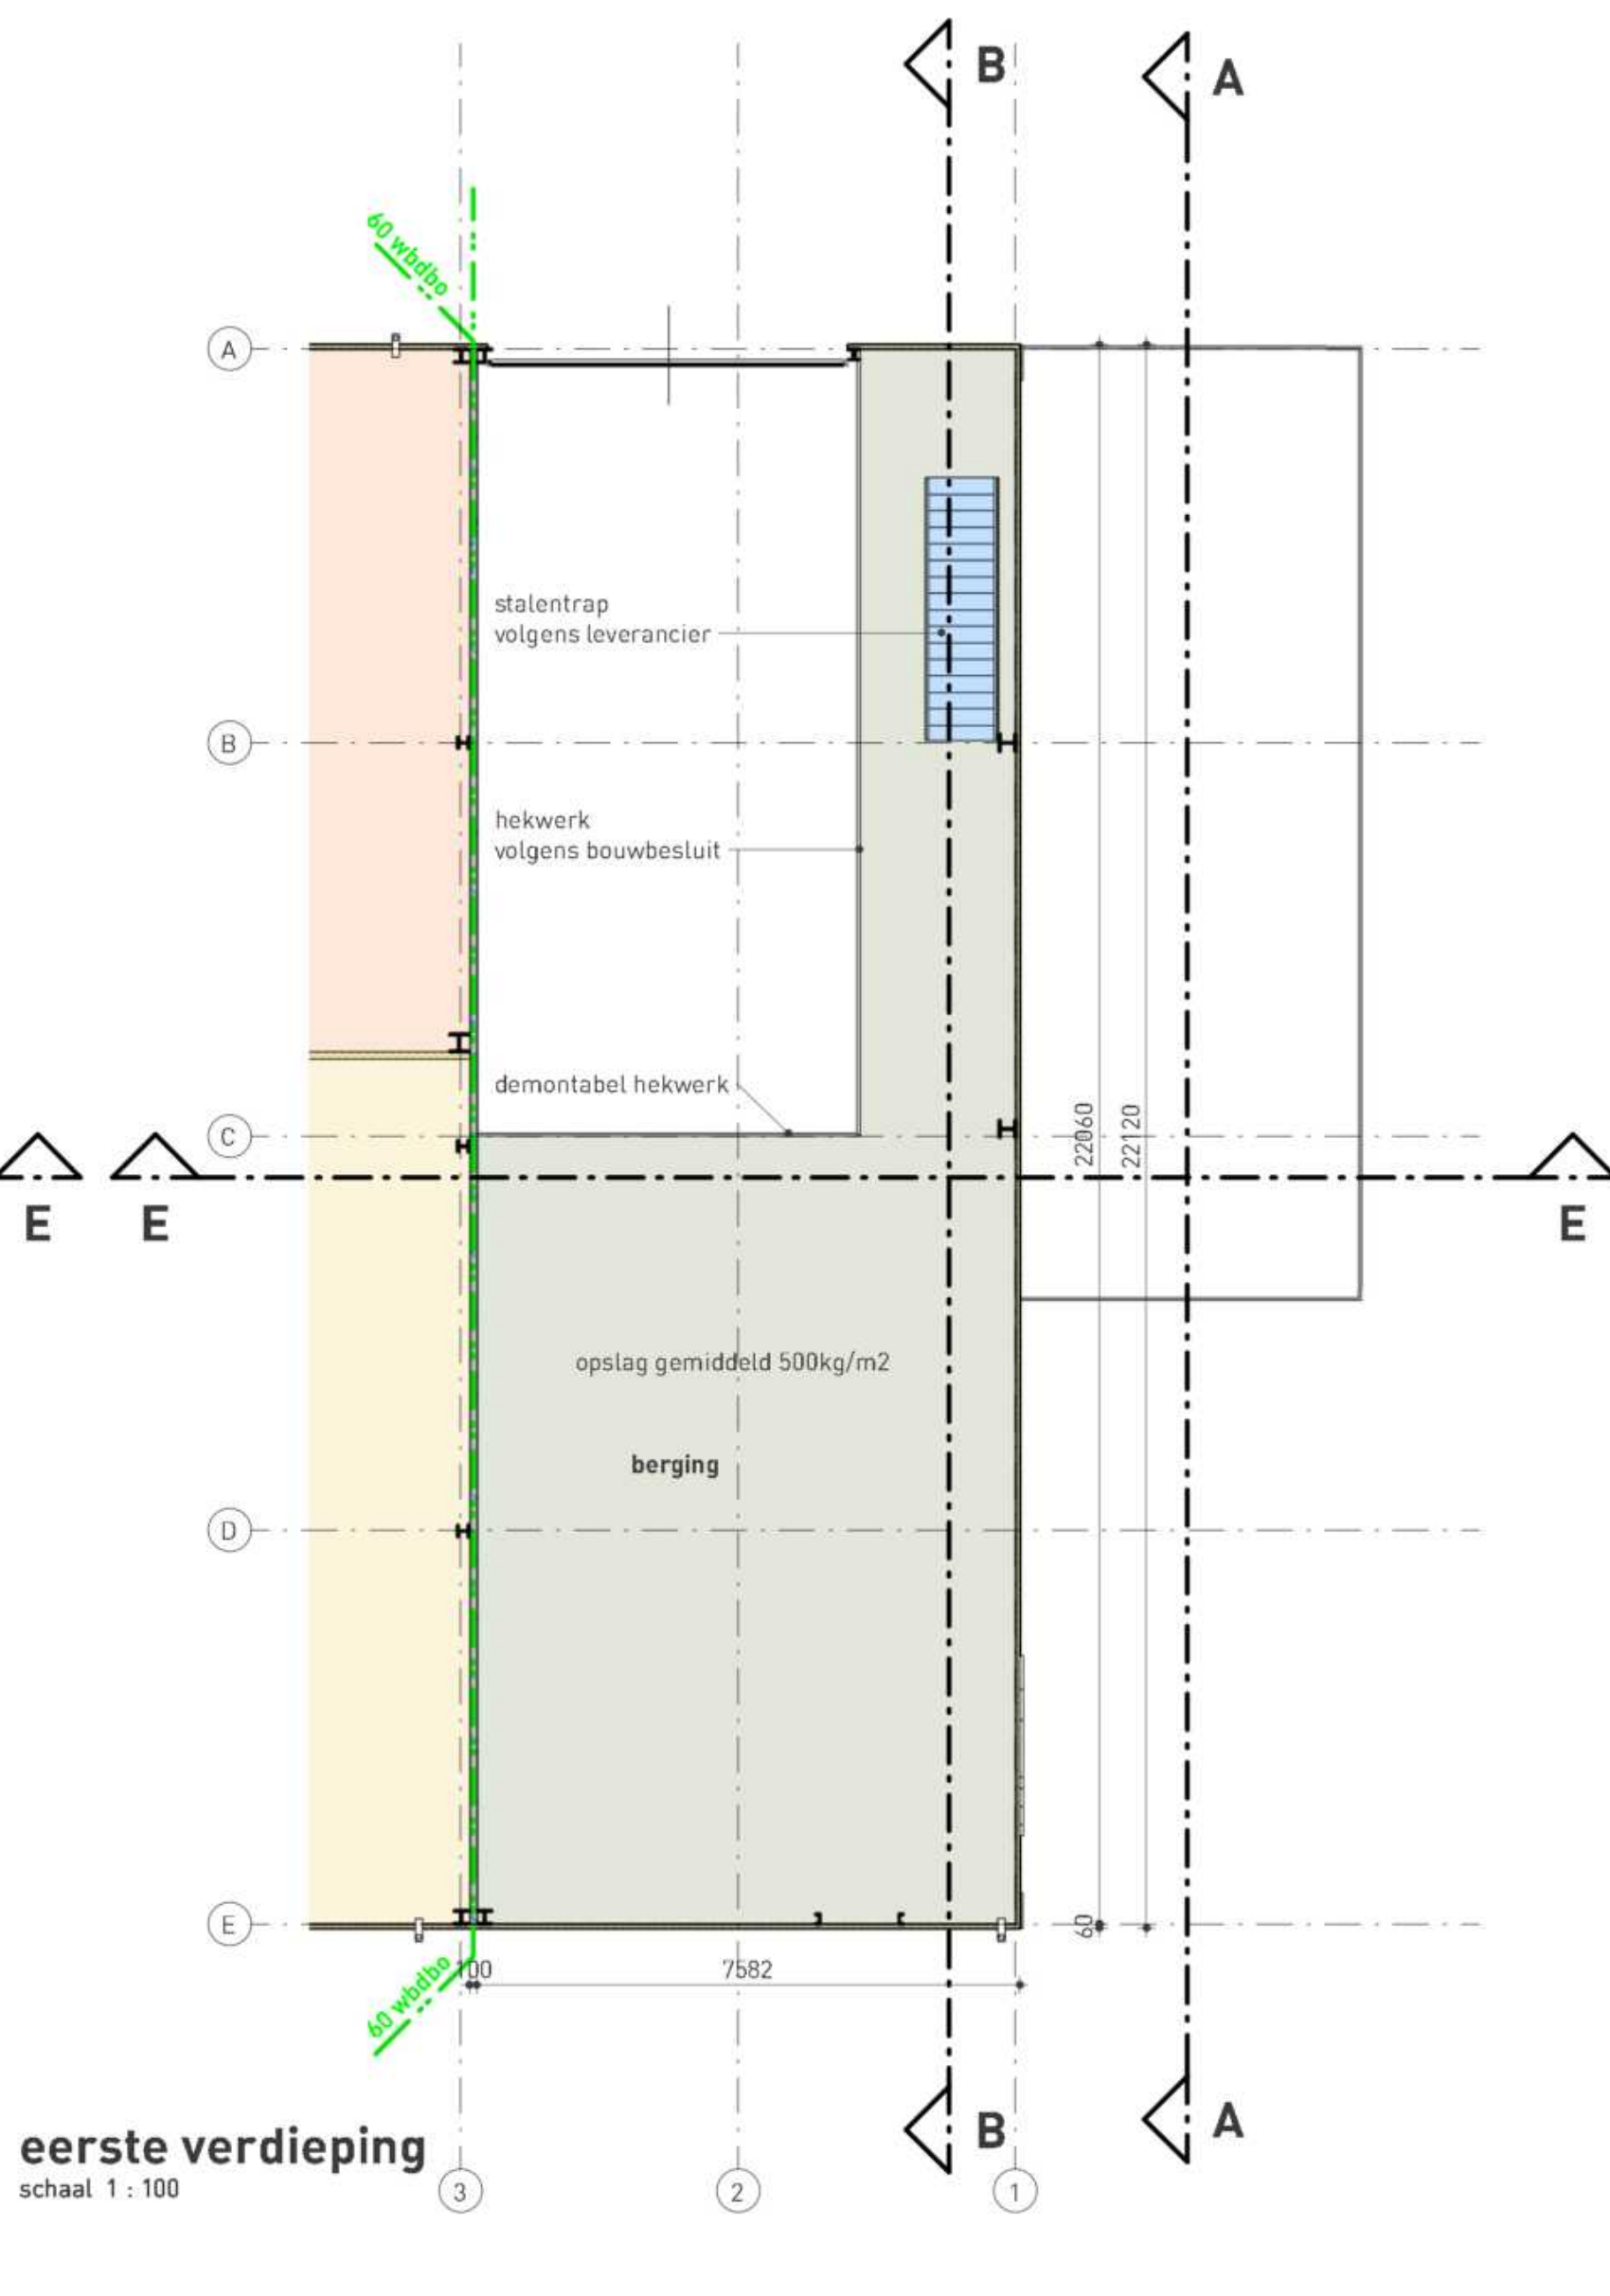 B
A
60 wbdbo
A
stalentrap
volgens leverancier
B
hekwerk
volgens bouwbesluit
demontabel hekwerk
C
22060
22120
E
E
E
opslag gemiddeld 500kg/m2
berging
D
E
60
100
7582
60 wbdbo
B
A
eerste verdieping
schaal 1 : 100
3
2
1